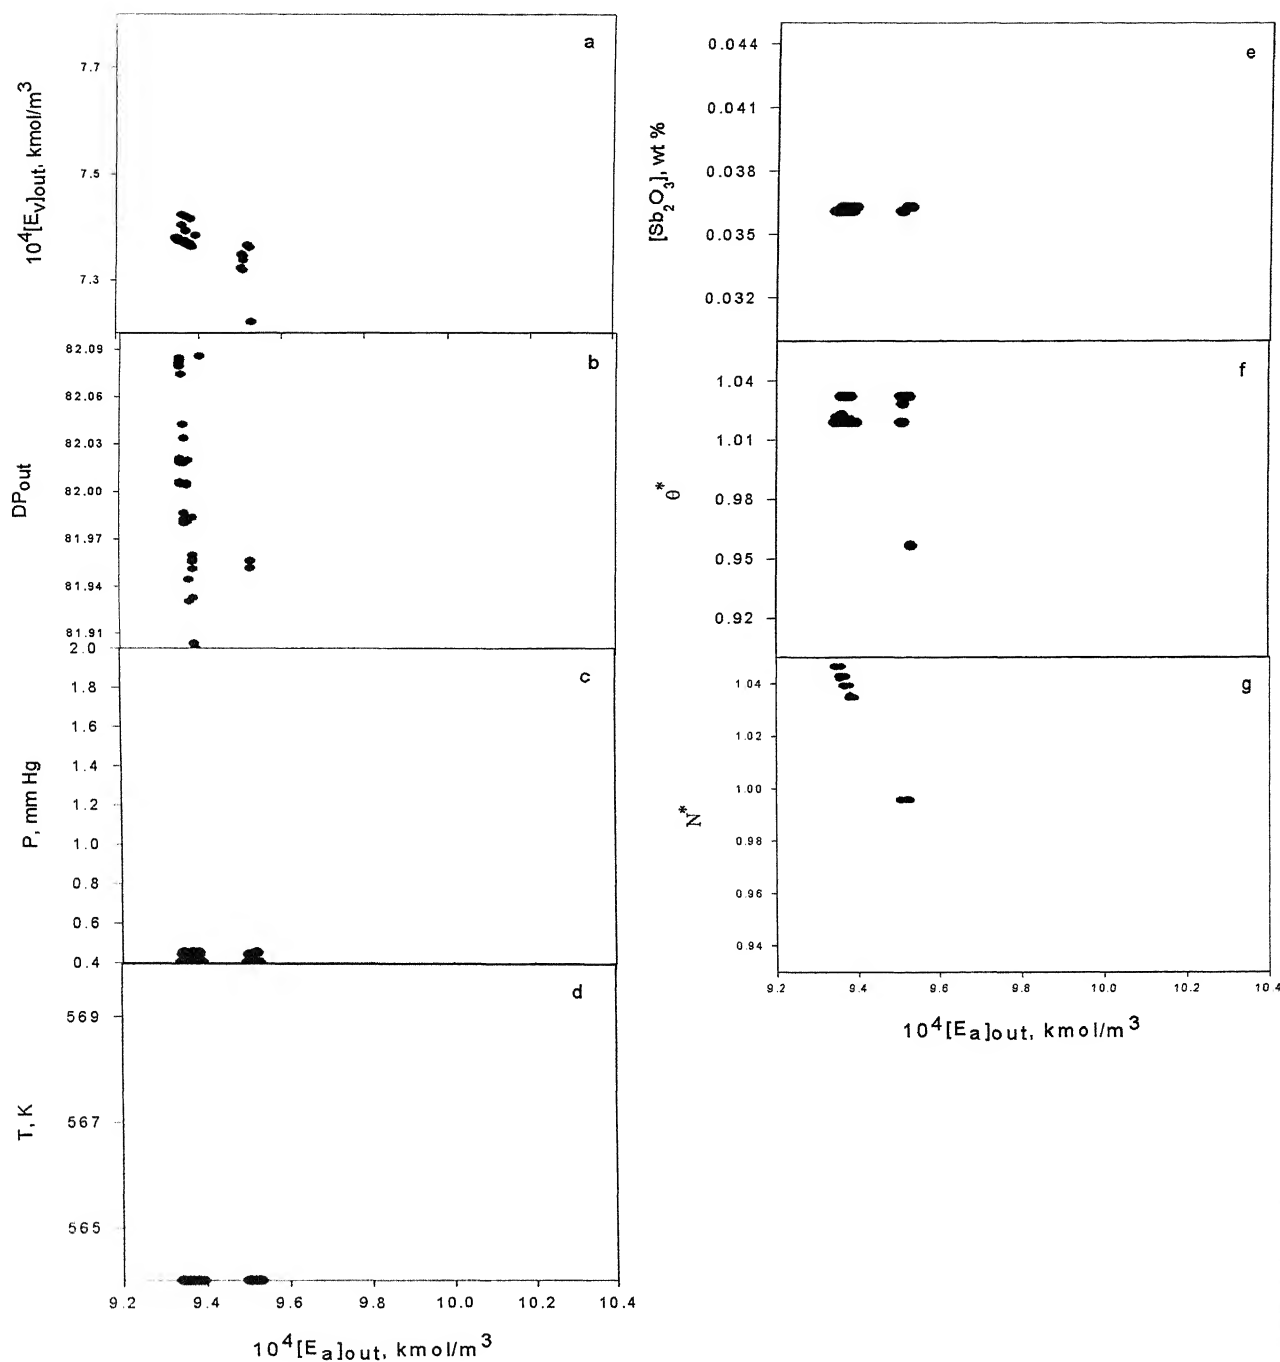 a
7.7
7.5
7.3
10⁴[Eᵥ]out, kmol/m³
b
82.09
82.06
82.03
82.00
81.97
81.94
81.91
DPout
c
2.0
1.8
1.6
1.4
1.2
1.0
0.8
0.6
0.4
P, mm Hg
d
569
567
565
T, K
9.2 9.4 9.6 9.8 10.0 10.2 10.4
10⁴[Eₐ]out, kmol/m³
e
0.044
0.041
0.038
0.035
0.032
[Sb₂O₃], wt %
f
1.04
1.01
0.98
0.95
0.92
θ*
g
1.04
1.02
1.00
0.98
0.96
0.94
N*
9.2 9.4 9.6 9.8 10.0 10.2 10.4
10⁴[Eₐ]out, kmol/m³